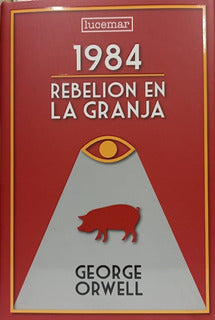 lucemar
1984
REBELION EN
LA GRANJA
GEORGE
ORWELL